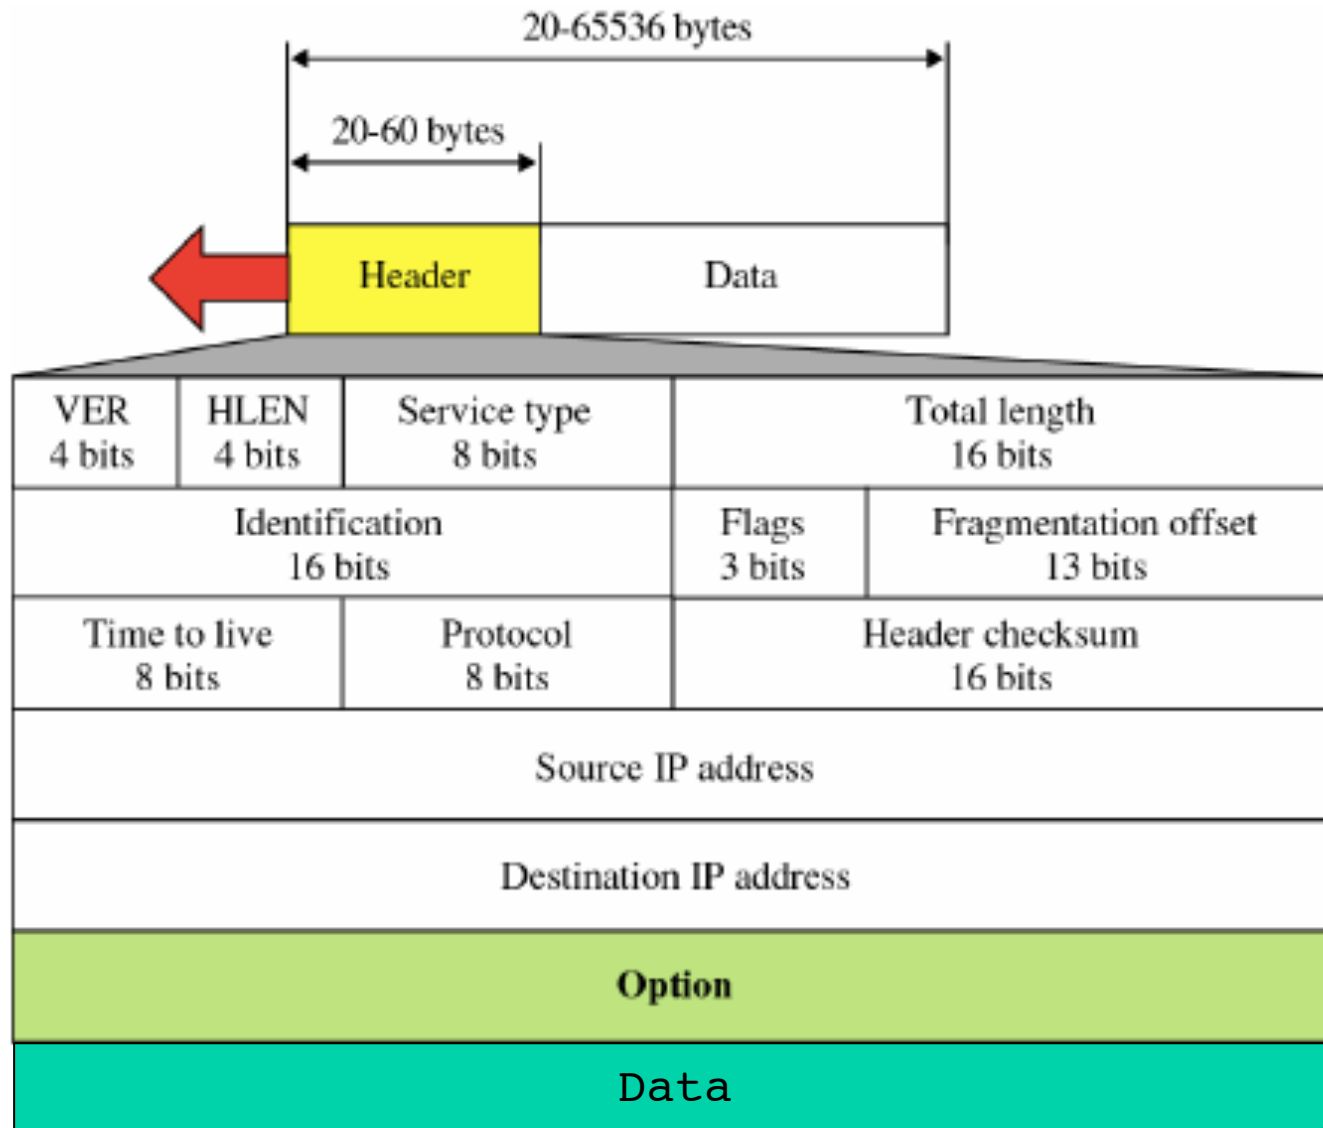 20-65536 bytes
20-60 bytes
Header
Data
VER
4 bits
HLEN
4 bits
Service type
8 bits
Total length
16 bits
Identification
16 bits
Flags
3 bits
Fragmentation offset
13 bits
Time to live
8 bits
Protocol
8 bits
Header checksum
16 bits
Source IP address
Destination IP address
Option
Data